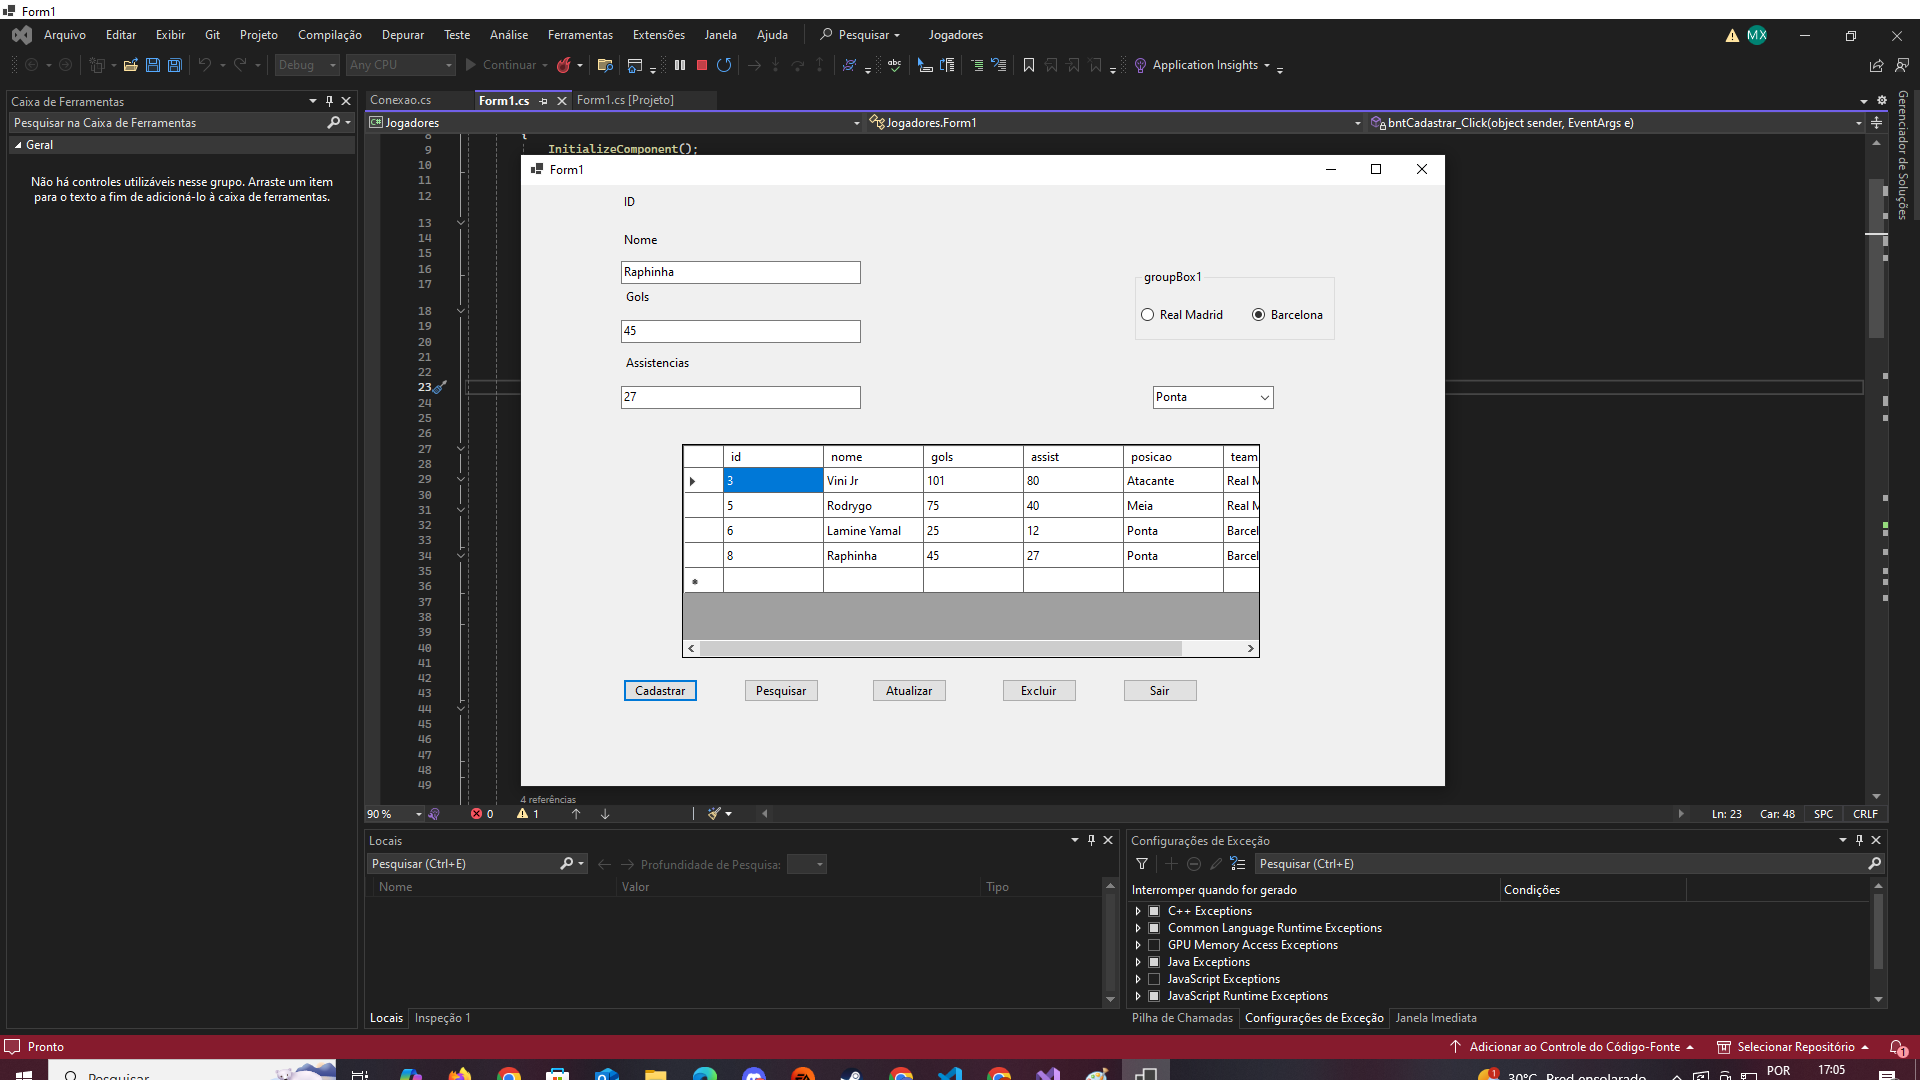 Form1
Arquivo Editar Exibir Git Projeto Compilação Depurar Teste Análise Ferramentas Extensões Janela Ajuda Pesquisar Jogadores MX
Debug Any CPU Continuar Application Insights
Caixa de Ferramentas
Pesquisar na Caixa de Ferramentas
Geral
Não há controles utilizáveis nesse grupo. Arraste um item
para o texto a fim de adicioná-lo à caixa de ferramentas.
Conexao.cs Form1.cs Form1.cs [Projeto]
Jogadores Jogadores.Form1 bntCadastrar_Click(object sender, EventArgs e)
Gerenciador de Soluções
8
9 InitializeComponent();
10
11
12
13
14
15
16
17
18
19
20
21
22
23
24
25
26
27
28
29
30
31
32
33
34
35
36
37
38
39
40
41
42
43
44
45
46
47
48
49
4 referências
Form1
ID
Nome
Raphinha
Gols
45
Assistencias
27
groupBox1
Real Madrid Barcelona
Ponta
id nome gols assist posicao team
3 Vini Jr 101 80 Atacante Real M
5 Rodrygo 75 40 Meia Real M
6 Lamine Yamal 25 12 Ponta Barcel
8 Raphinha 45 27 Ponta Barcel
*
Cadastrar Pesquisar Atualizar Excluir Sair
90 % 0 1 Ln: 23 Car: 48 SPC CRLF
Locais
Pesquisar (Ctrl+E) Profundidade de Pesquisa:
Nome Valor Tipo
Locais Inspeção 1
Configurações de Exceção
Pesquisar (Ctrl+E)
Interromper quando for gerado Condições
C++ Exceptions
Common Language Runtime Exceptions
GPU Memory Access Exceptions
Java Exceptions
JavaScript Exceptions
JavaScript Runtime Exceptions
Pilha de Chamadas Configurações de Exceção Janela Imediata
Pronto Adicionar ao Controle do Código-Fonte Selecionar Repositório 1
Pesquisar 1 30°C Pred ensolarado POR 17:05